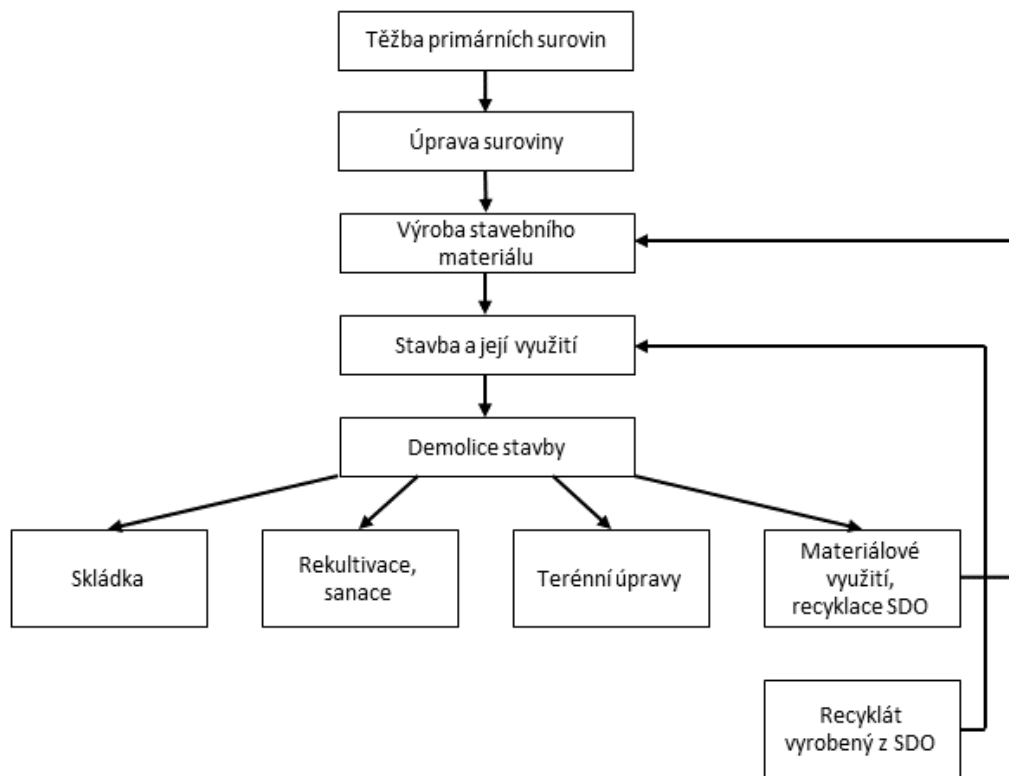 Těžba primárních surovin
Úprava suroviny
Výroba stavebního
materiálu
Stavba a její využití
Demolice stavby
Skládka
Rekultivace,
sanace
Terénní úpravy
Materiálové
využití,
recyklace SDO
Recyklát
vyrobený z SDO